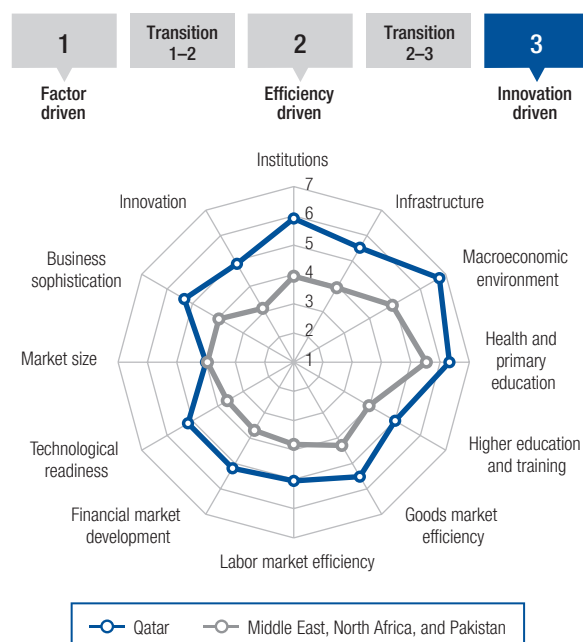 1
Transition
1–2
2
Transition
2–3
3
Factor
driven
Efficiency
driven
Innovation
driven
Institutions
7
6
5
4
3
2
1
Infrastructure
Macroeconomic
environment
Health and
primary
education
Higher education
and training
Goods market
efficiency
Labor market efficiency
Financial market
development
Technological
readiness
Market size
Business
sophistication
Innovation
Qatar
Middle East, North Africa, and Pakistan